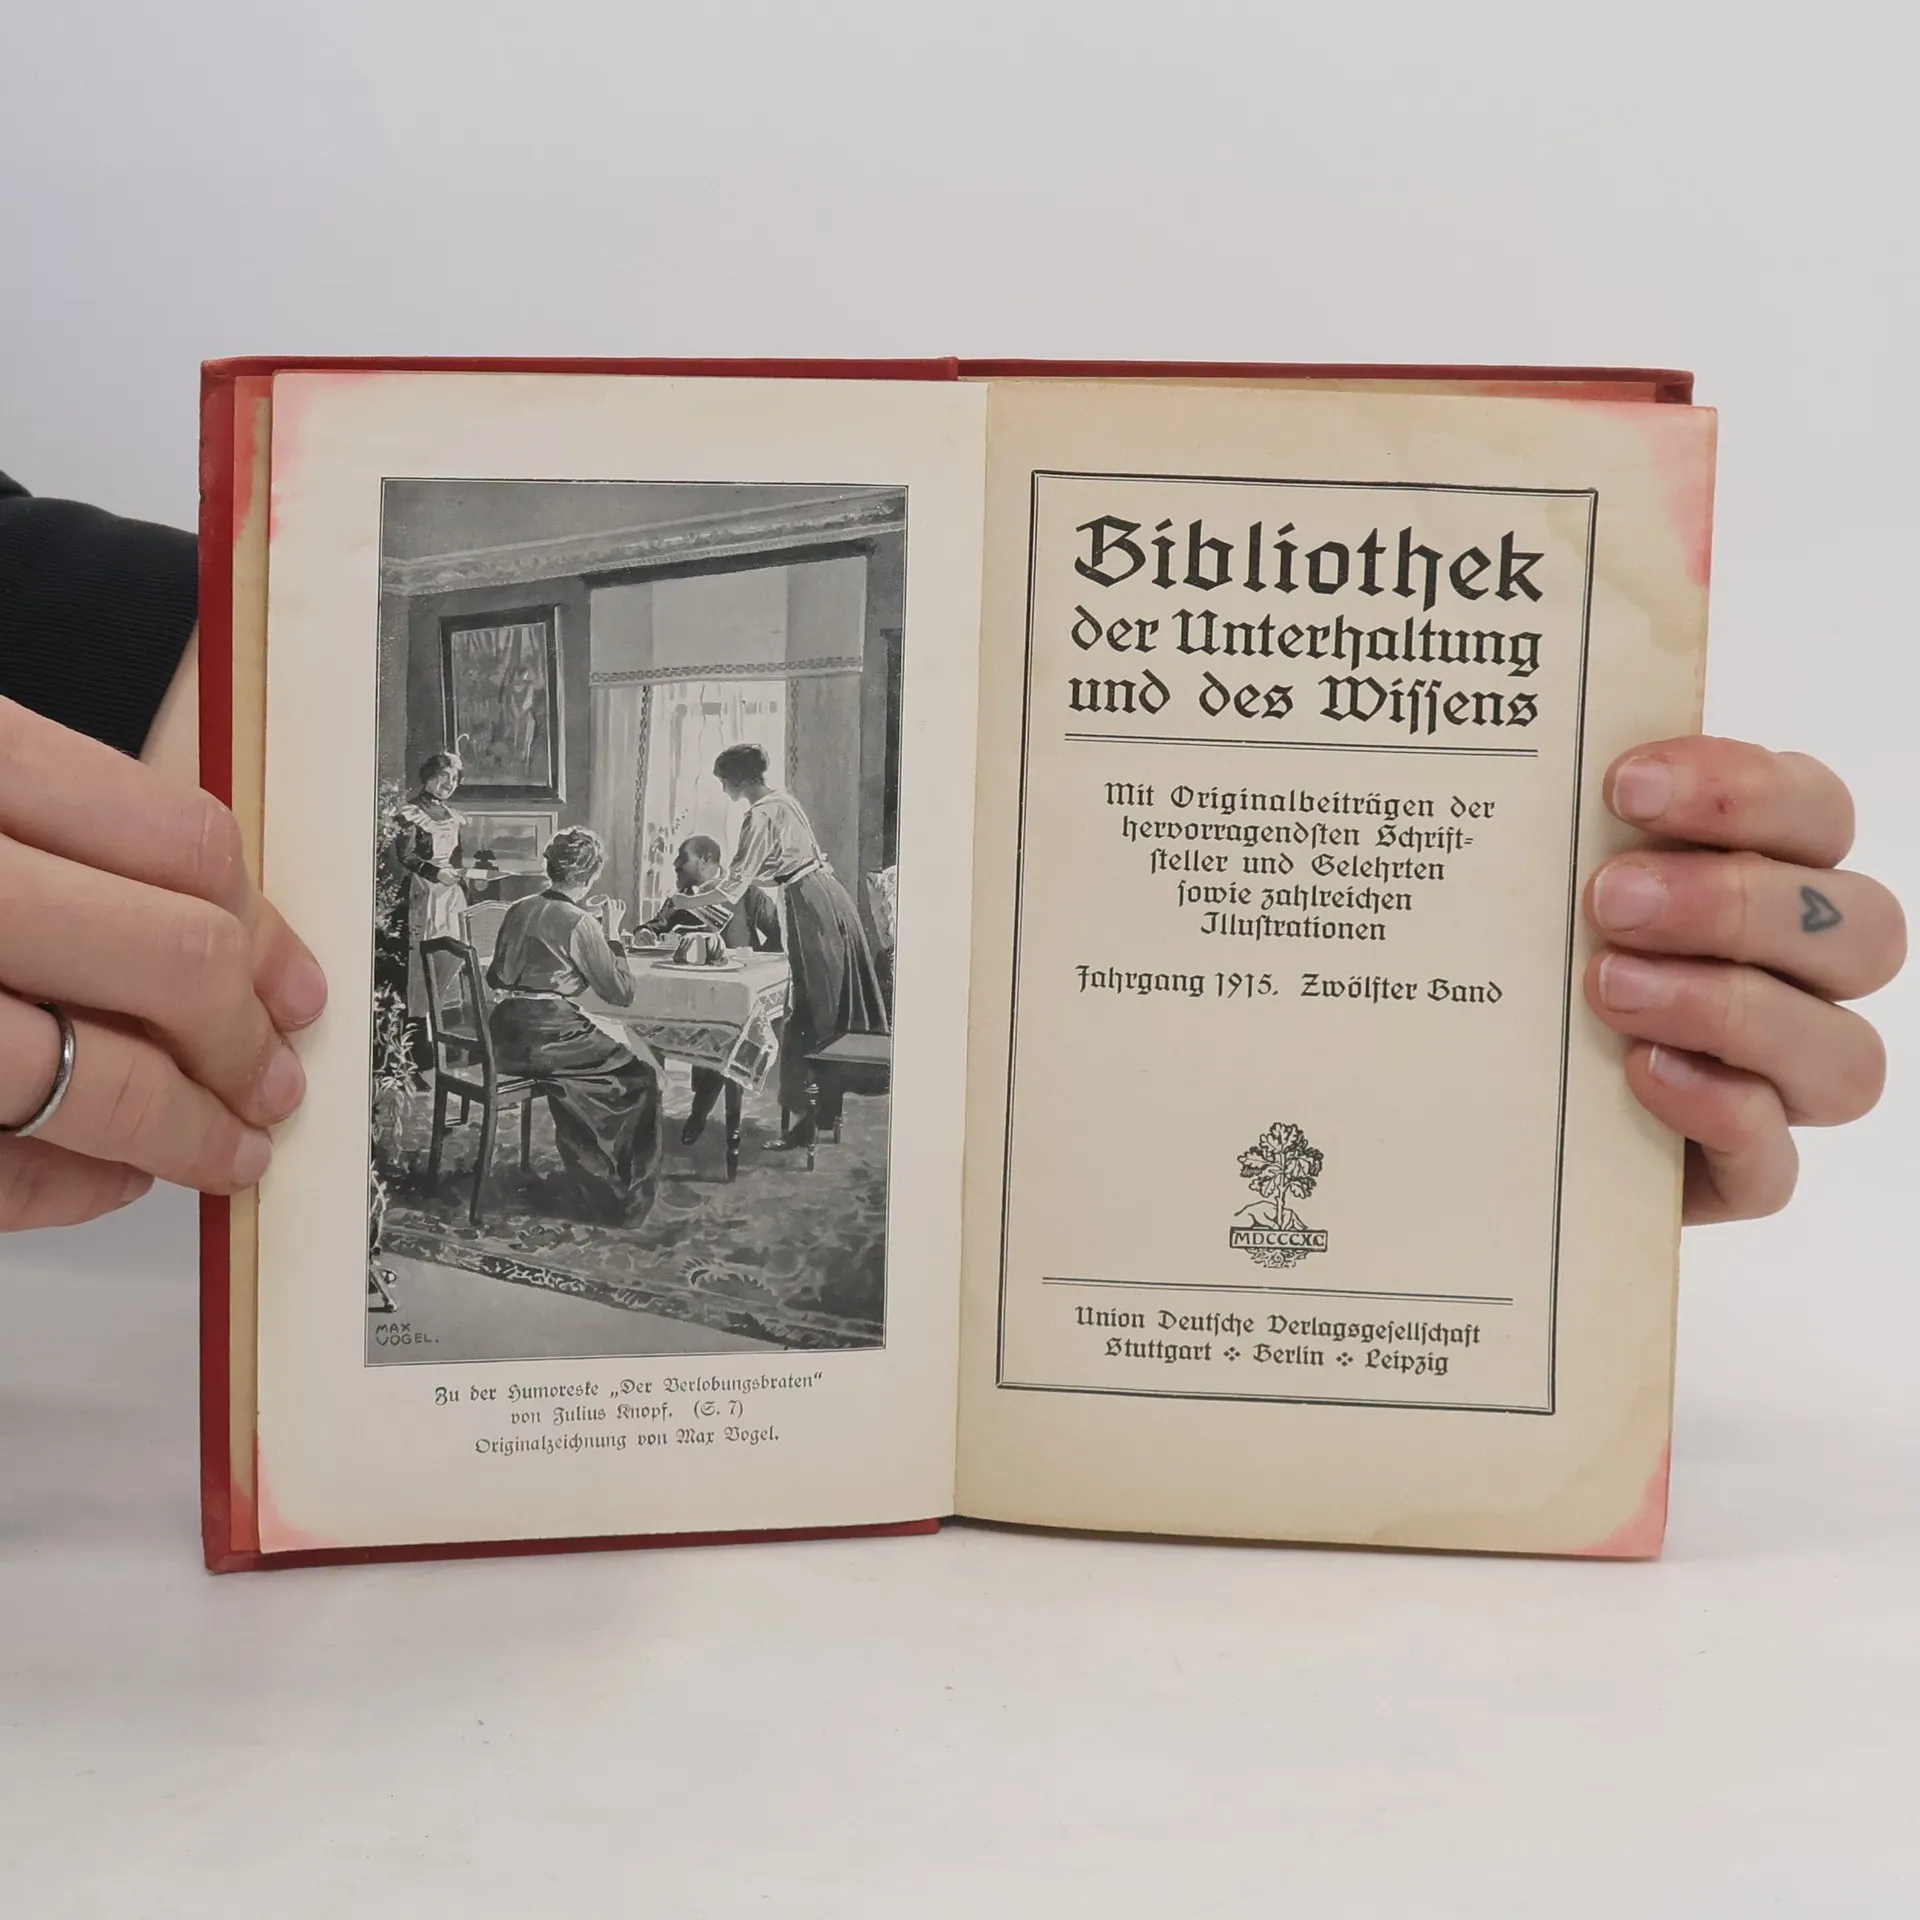 MAX
VOGEL.
Zu der Humoreske „Der Verlobungsbraten“
von Julius Knopf. (S. 7)
Originalzeichnung von Max Vogel.
Bibliothek
der Unterhaltung
und des Wiſſens
Mit Originalbeiträgen der
hervorragendſten Schrift⸗
ſteller und Gelehrten
ſowie zahlreichen
Illuſtrationen
Jahrgang 1915. Zwölfter Band
MDCCCXC
Union Deutſche Verlagsgeſellſchaft
Stuttgart ❖ Berlin ❖ Leipzig